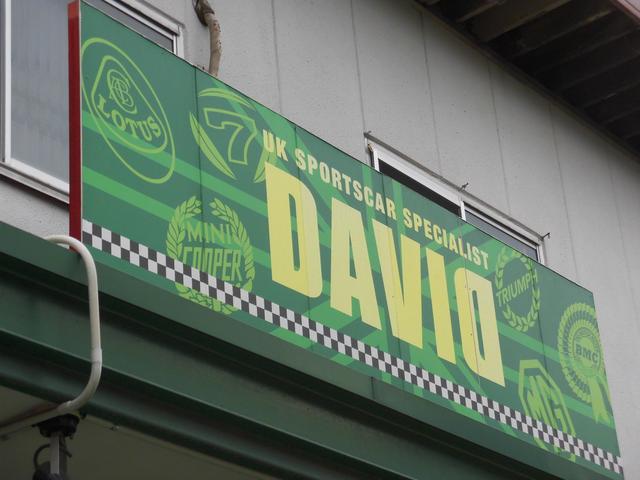 LOTUS
7
UK SPORTSCAR SPECIALIST
DAVID
MINI
COOPER
TRIUMPH
BMC
MG